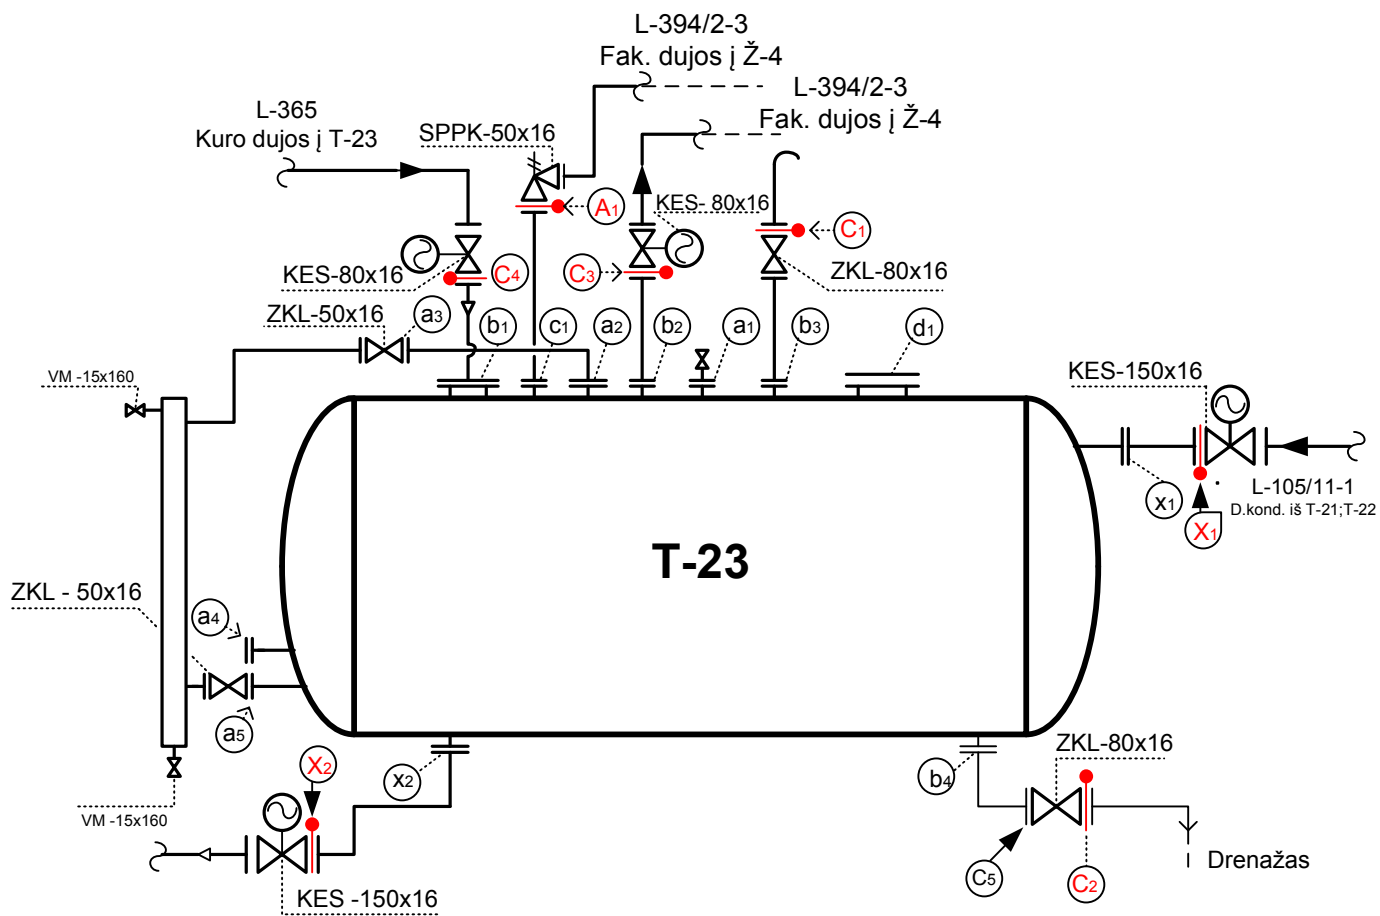 L-394/2-3
Fak. dujos į Ž-4
L-394/2-3
Fak. dujos į Ž-4
L-365
Kuro dujos į T-23
SPPK-50x16
A1
KES- 80x16
C1
C4
C3
KES-80x16
ZKL-80x16
ZKL-50x16
a3
b1
c1
a2
b2
a1
b3
d1
VM -15x160
KES-150x16
x1
L-105/11-1
D.kond. iš T-21;T-22
X1
T-23
ZKL - 50x16
a4
a5
X2
x2
b4
ZKL-80x16
VM -15x160
C5
C2
Drenažas
KES -150x16